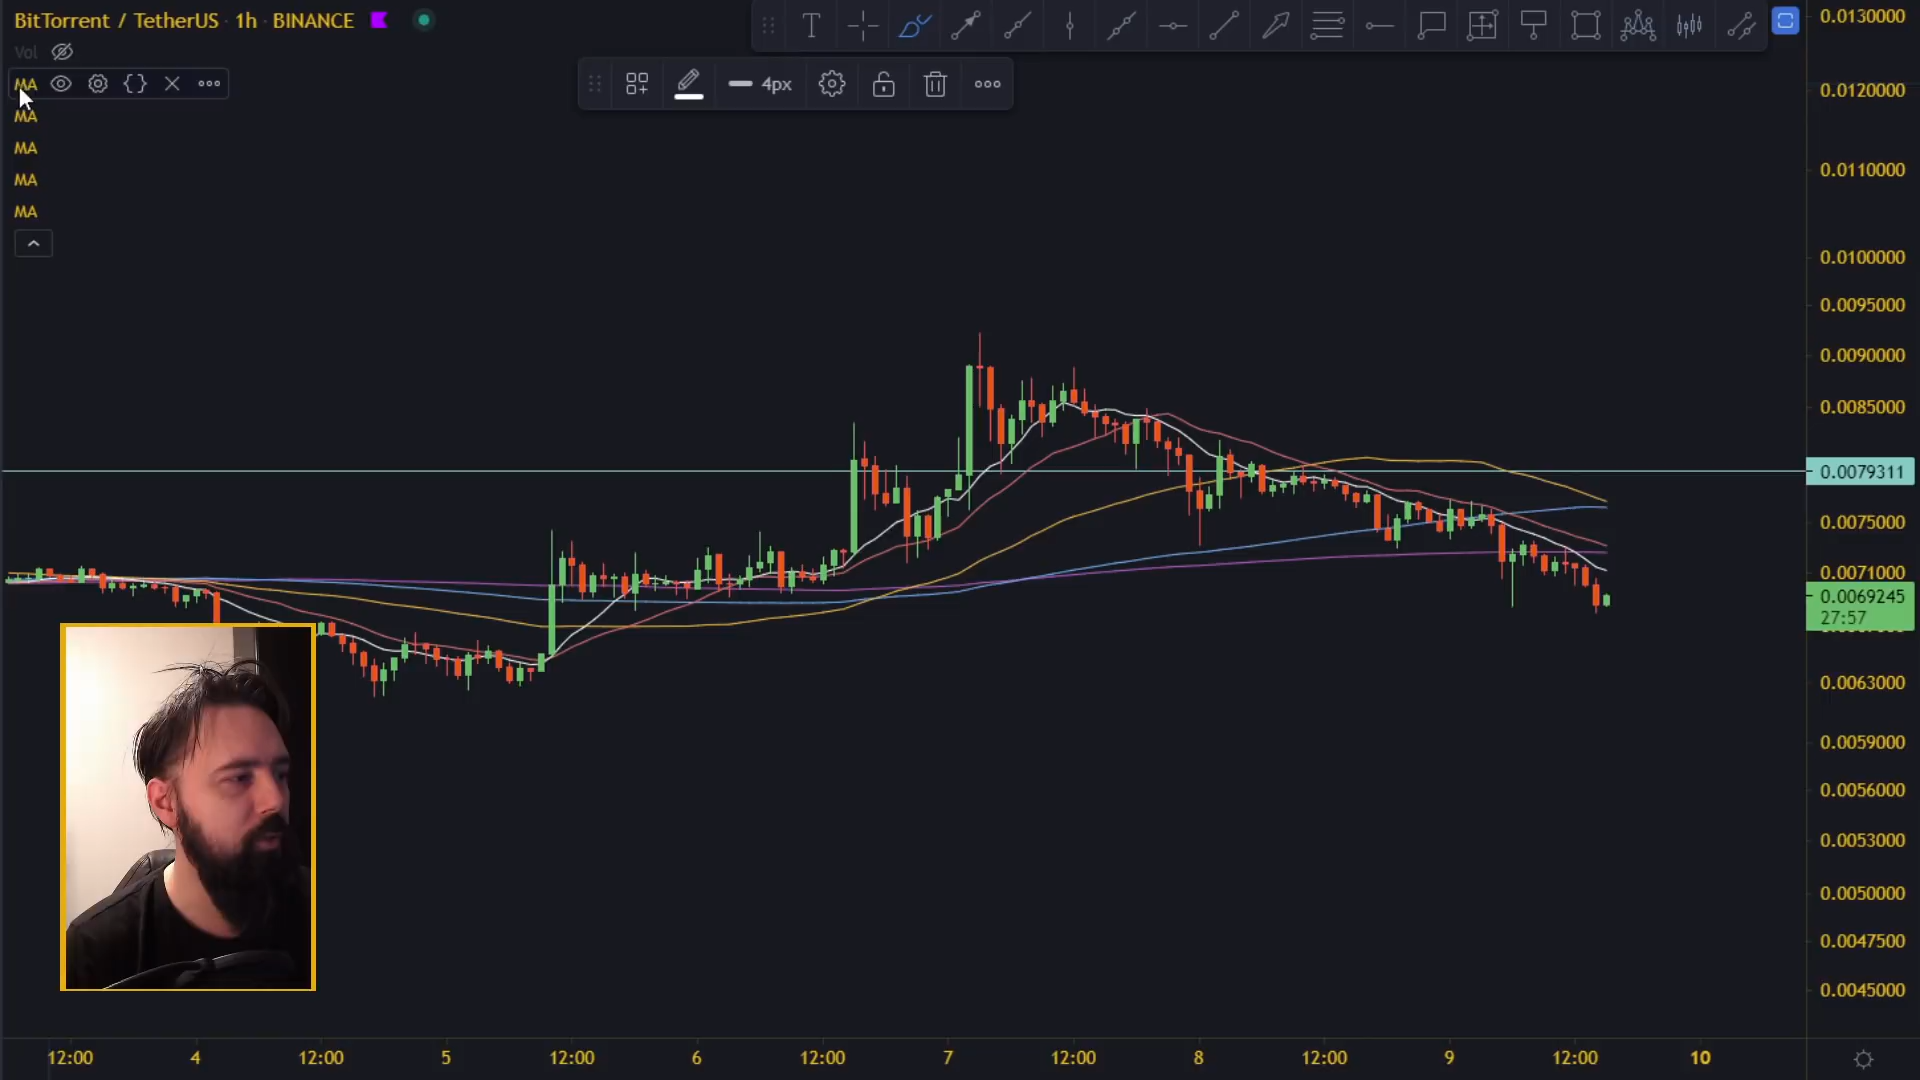 BitTorrent / TetherUS · 1h · BINANCE
Vol
MA
MA
MA
MA
MA
T
4px
0.0130000
0.0120000
0.0110000
0.0100000
0.0095000
0.0090000
0.0085000
0.0079311
0.0075000
0.0071000
0.0069245
27:57
0.0063000
0.0059000
0.0056000
0.0053000
0.0050000
0.0047500
0.0045000
12:00 4 12:00 5 12:00 6 12:00 7 12:00 8 12:00 9 12:00 10